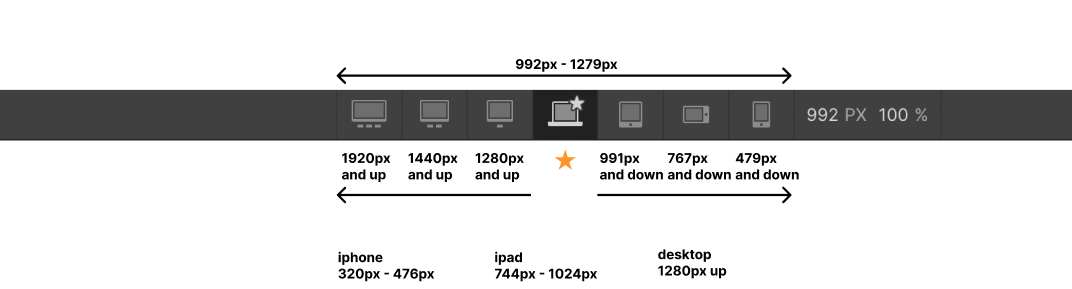 992px - 1279px
992 PX 100 %
1920px 1440px 1280px 991px 767px 479px
and up and up and up and down and down and down
iphone ipad desktop
320px - 476px 744px - 1024px 1280px up